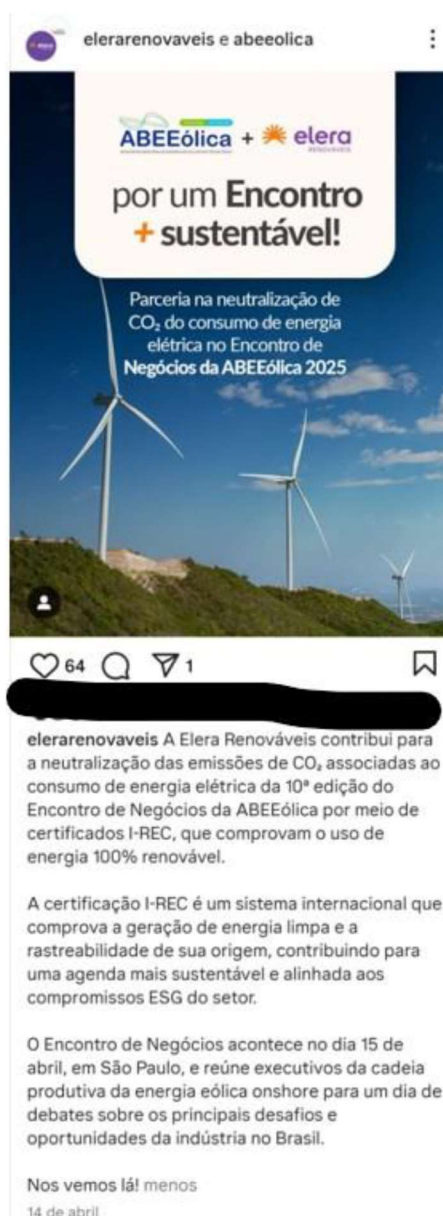 elerarenovaveis e abeeolica
ABEEólica + elera
RENOVÁVEIS
por um Encontro
+ sustentável!
Parceria na neutralização de
CO₂ do consumo de energia
elétrica no Encontro de
Negócios da ABEEólica 2025
64 1
elerarenovaveis A Elera Renováveis contribui para
a neutralização das emissões de CO₂ associadas ao
consumo de energia elétrica da 10ª edição do
Encontro de Negócios da ABEEólica por meio de
certificados I-REC, que comprovam o uso de
energia 100% renovável.
A certificação I-REC é um sistema internacional que
comprova a geração de energia limpa e a
rastreabilidade de sua origem, contribuindo para
uma agenda mais sustentável e alinhada aos
compromissos ESG do setor.
O Encontro de Negócios acontece no dia 15 de
abril, em São Paulo, e reúne executivos da cadeia
produtiva da energia eólica onshore para um dia de
debates sobre os principais desafios e
oportunidades da indústria no Brasil.
Nos vemos lá! menos
14 de abril